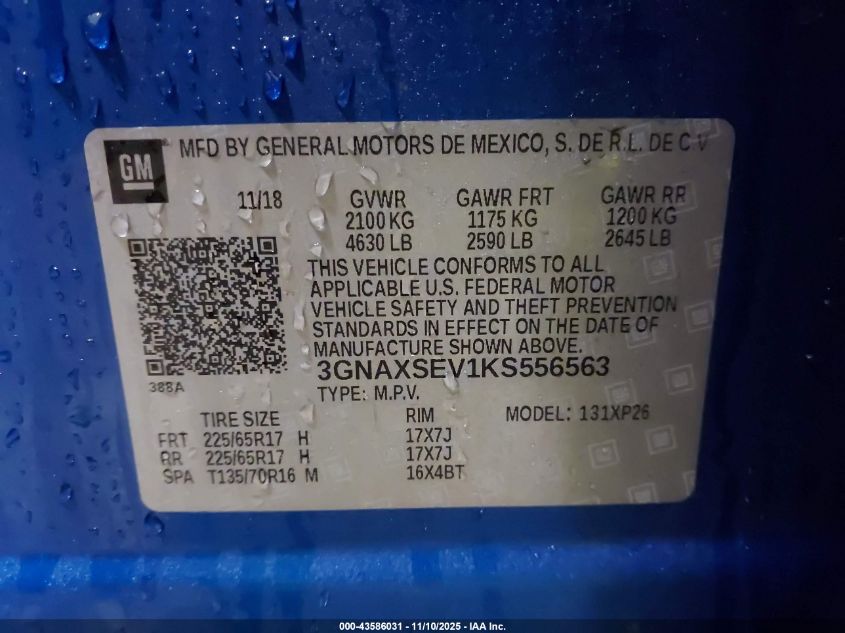 GM
MFD BY GENERAL MOTORS DE MEXICO, S. DE R.L. DE C V
11/18 GVWR GAWR FRT GAWR RR
2100 KG 1175 KG 1200 KG
4630 LB 2590 LB 2645 LB
THIS VEHICLE CONFORMS TO ALL
APPLICABLE U.S. FEDERAL MOTOR
VEHICLE SAFETY AND THEFT PREVENTION
STANDARDS IN EFFECT ON THE DATE OF
MANUFACTURE SHOWN ABOVE.
3GNAXSEV1KS556563
388A
TYPE: M.P.V.
TIRE SIZE RIM MODEL: 131XP26
FRT 225/65R17 H 17X7J
RR 225/65R17 H 17X7J
SPA T135/70R16 M 16X4BT
000-43586031 - 11/10/2025 - IAA Inc.